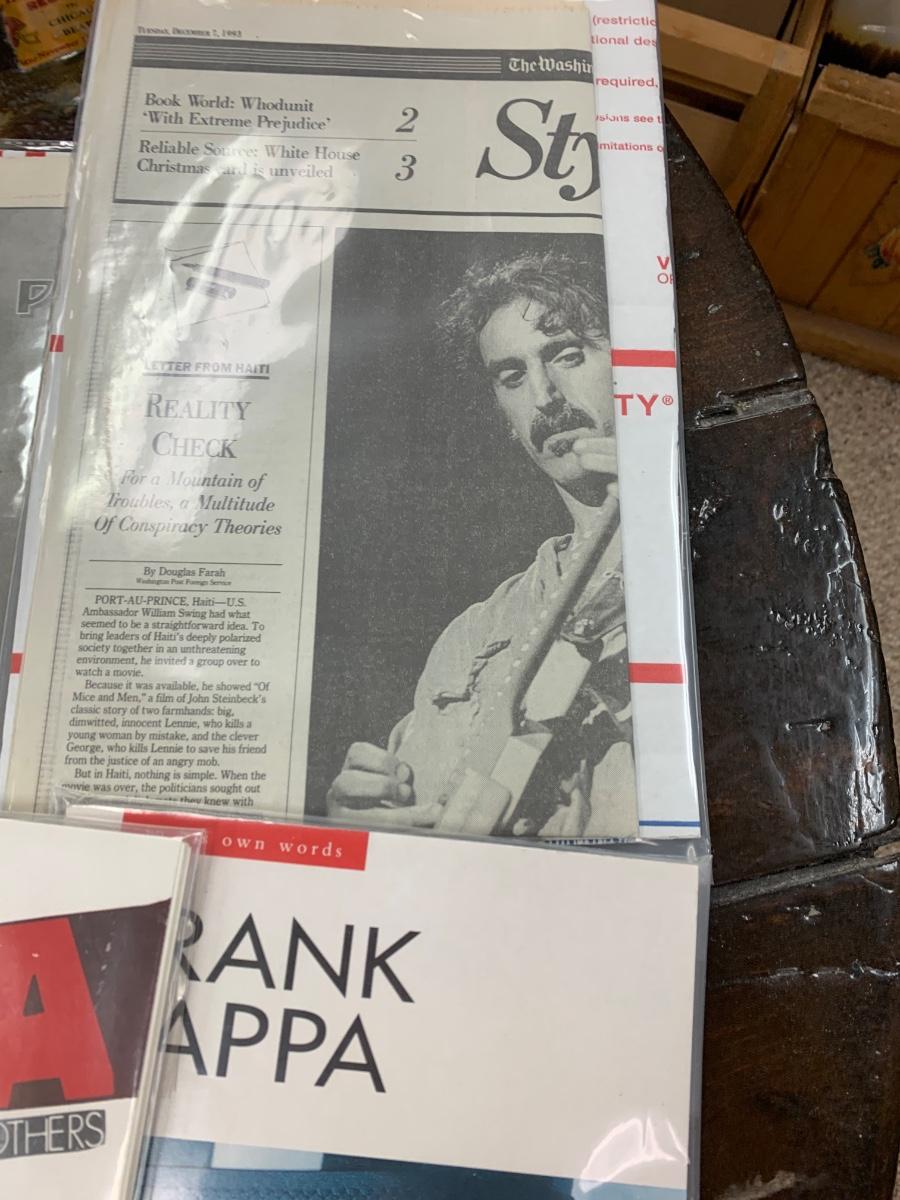 CHICAG
BEAR
TUESDAY, DECEMBER 7, 1993
The Washin
Book World: Whodunit
‘With Extreme Prejudice’ 2
Reliable Source: White House
Christmas card is unveiled 3
Sty
LETTER FROM HAITI
REALITY
CHECK
For a Mountain of
Troubles, a Multitude
Of Conspiracy Theories
By Douglas Farah
Washington Post Foreign Service
PORT-AU-PRINCE, Haiti—U.S.
Ambassador William Swing had what
seemed to be a straightforward idea. To
bring leaders of Haiti's deeply polarized
society together in an unthreatening
environment, he invited a group over to
watch a movie.
Because it was available, he showed “Of
Mice and Men,” a film of John Steinbeck's
classic story of two farmhands: big,
dimwitted, innocent Lennie, who kills a
young woman by mistake, and the clever
George, who kills Lennie to save his friend
from the justice of an angry mob.
But in Haiti, nothing is simple. When the
movie was over, the politicians sought out
they knew with
(restrictio
tional des
required.
see t
imitations o
TY®
own words
RANK
APPA
A
OTHERS